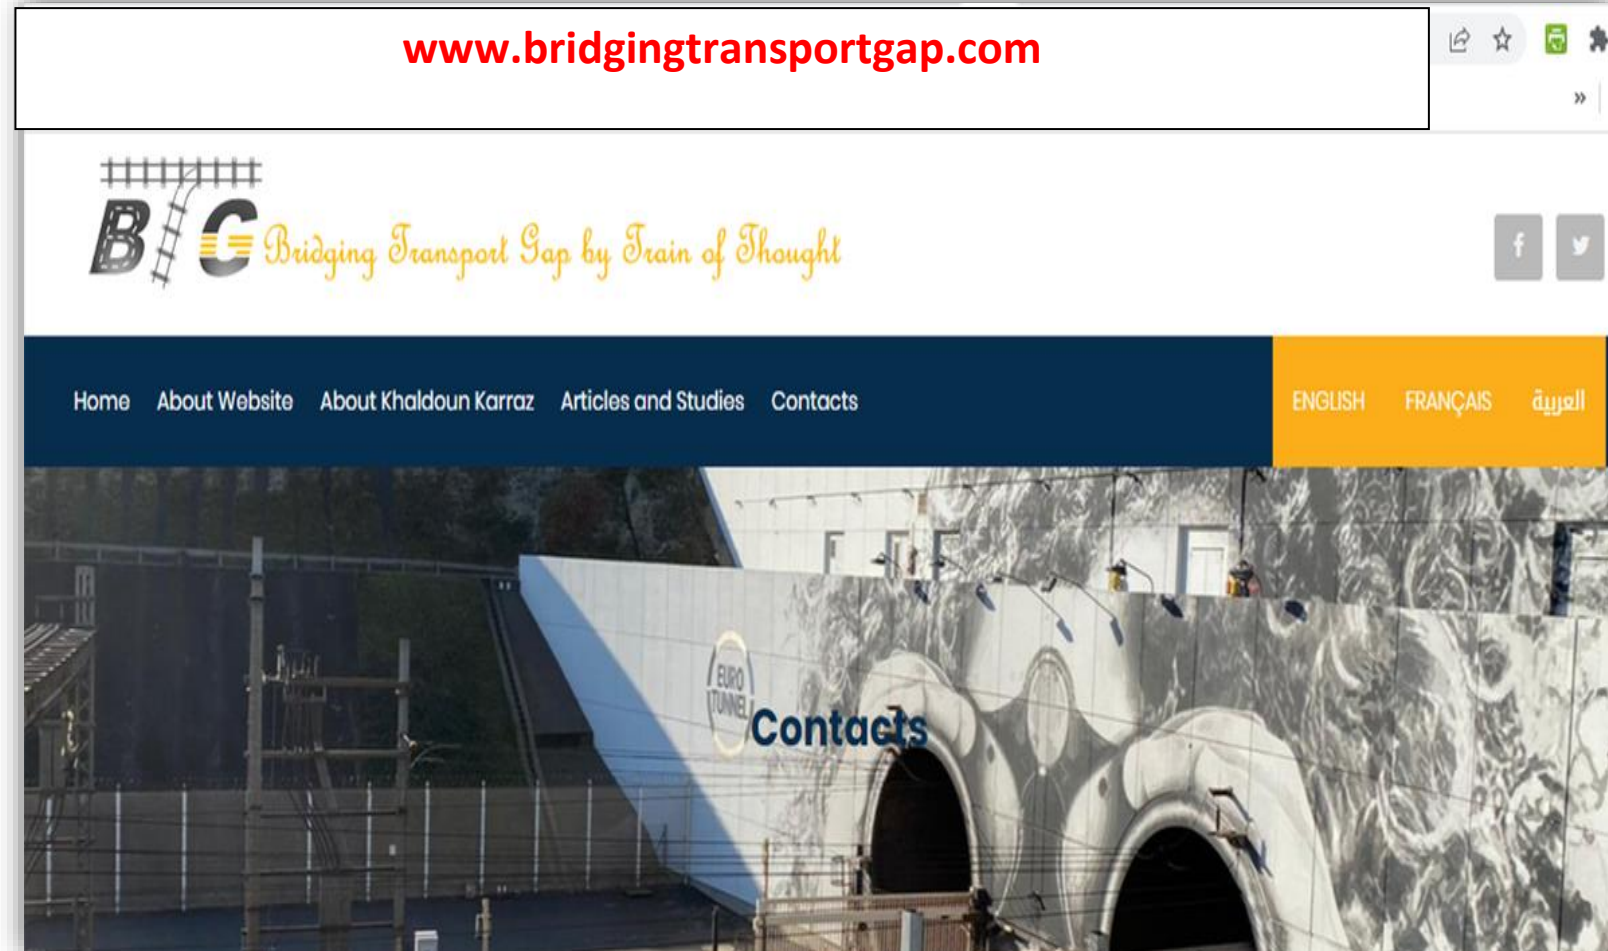 www.bridgingtransportgap.com
»
BTG Bridging Transport Gap by Train of Thought
f
Home About Website About Khaldoun Karraz Articles and Studies Contacts ENGLISH FRANÇAIS العربية
EURO
TUNNEL
Contacts